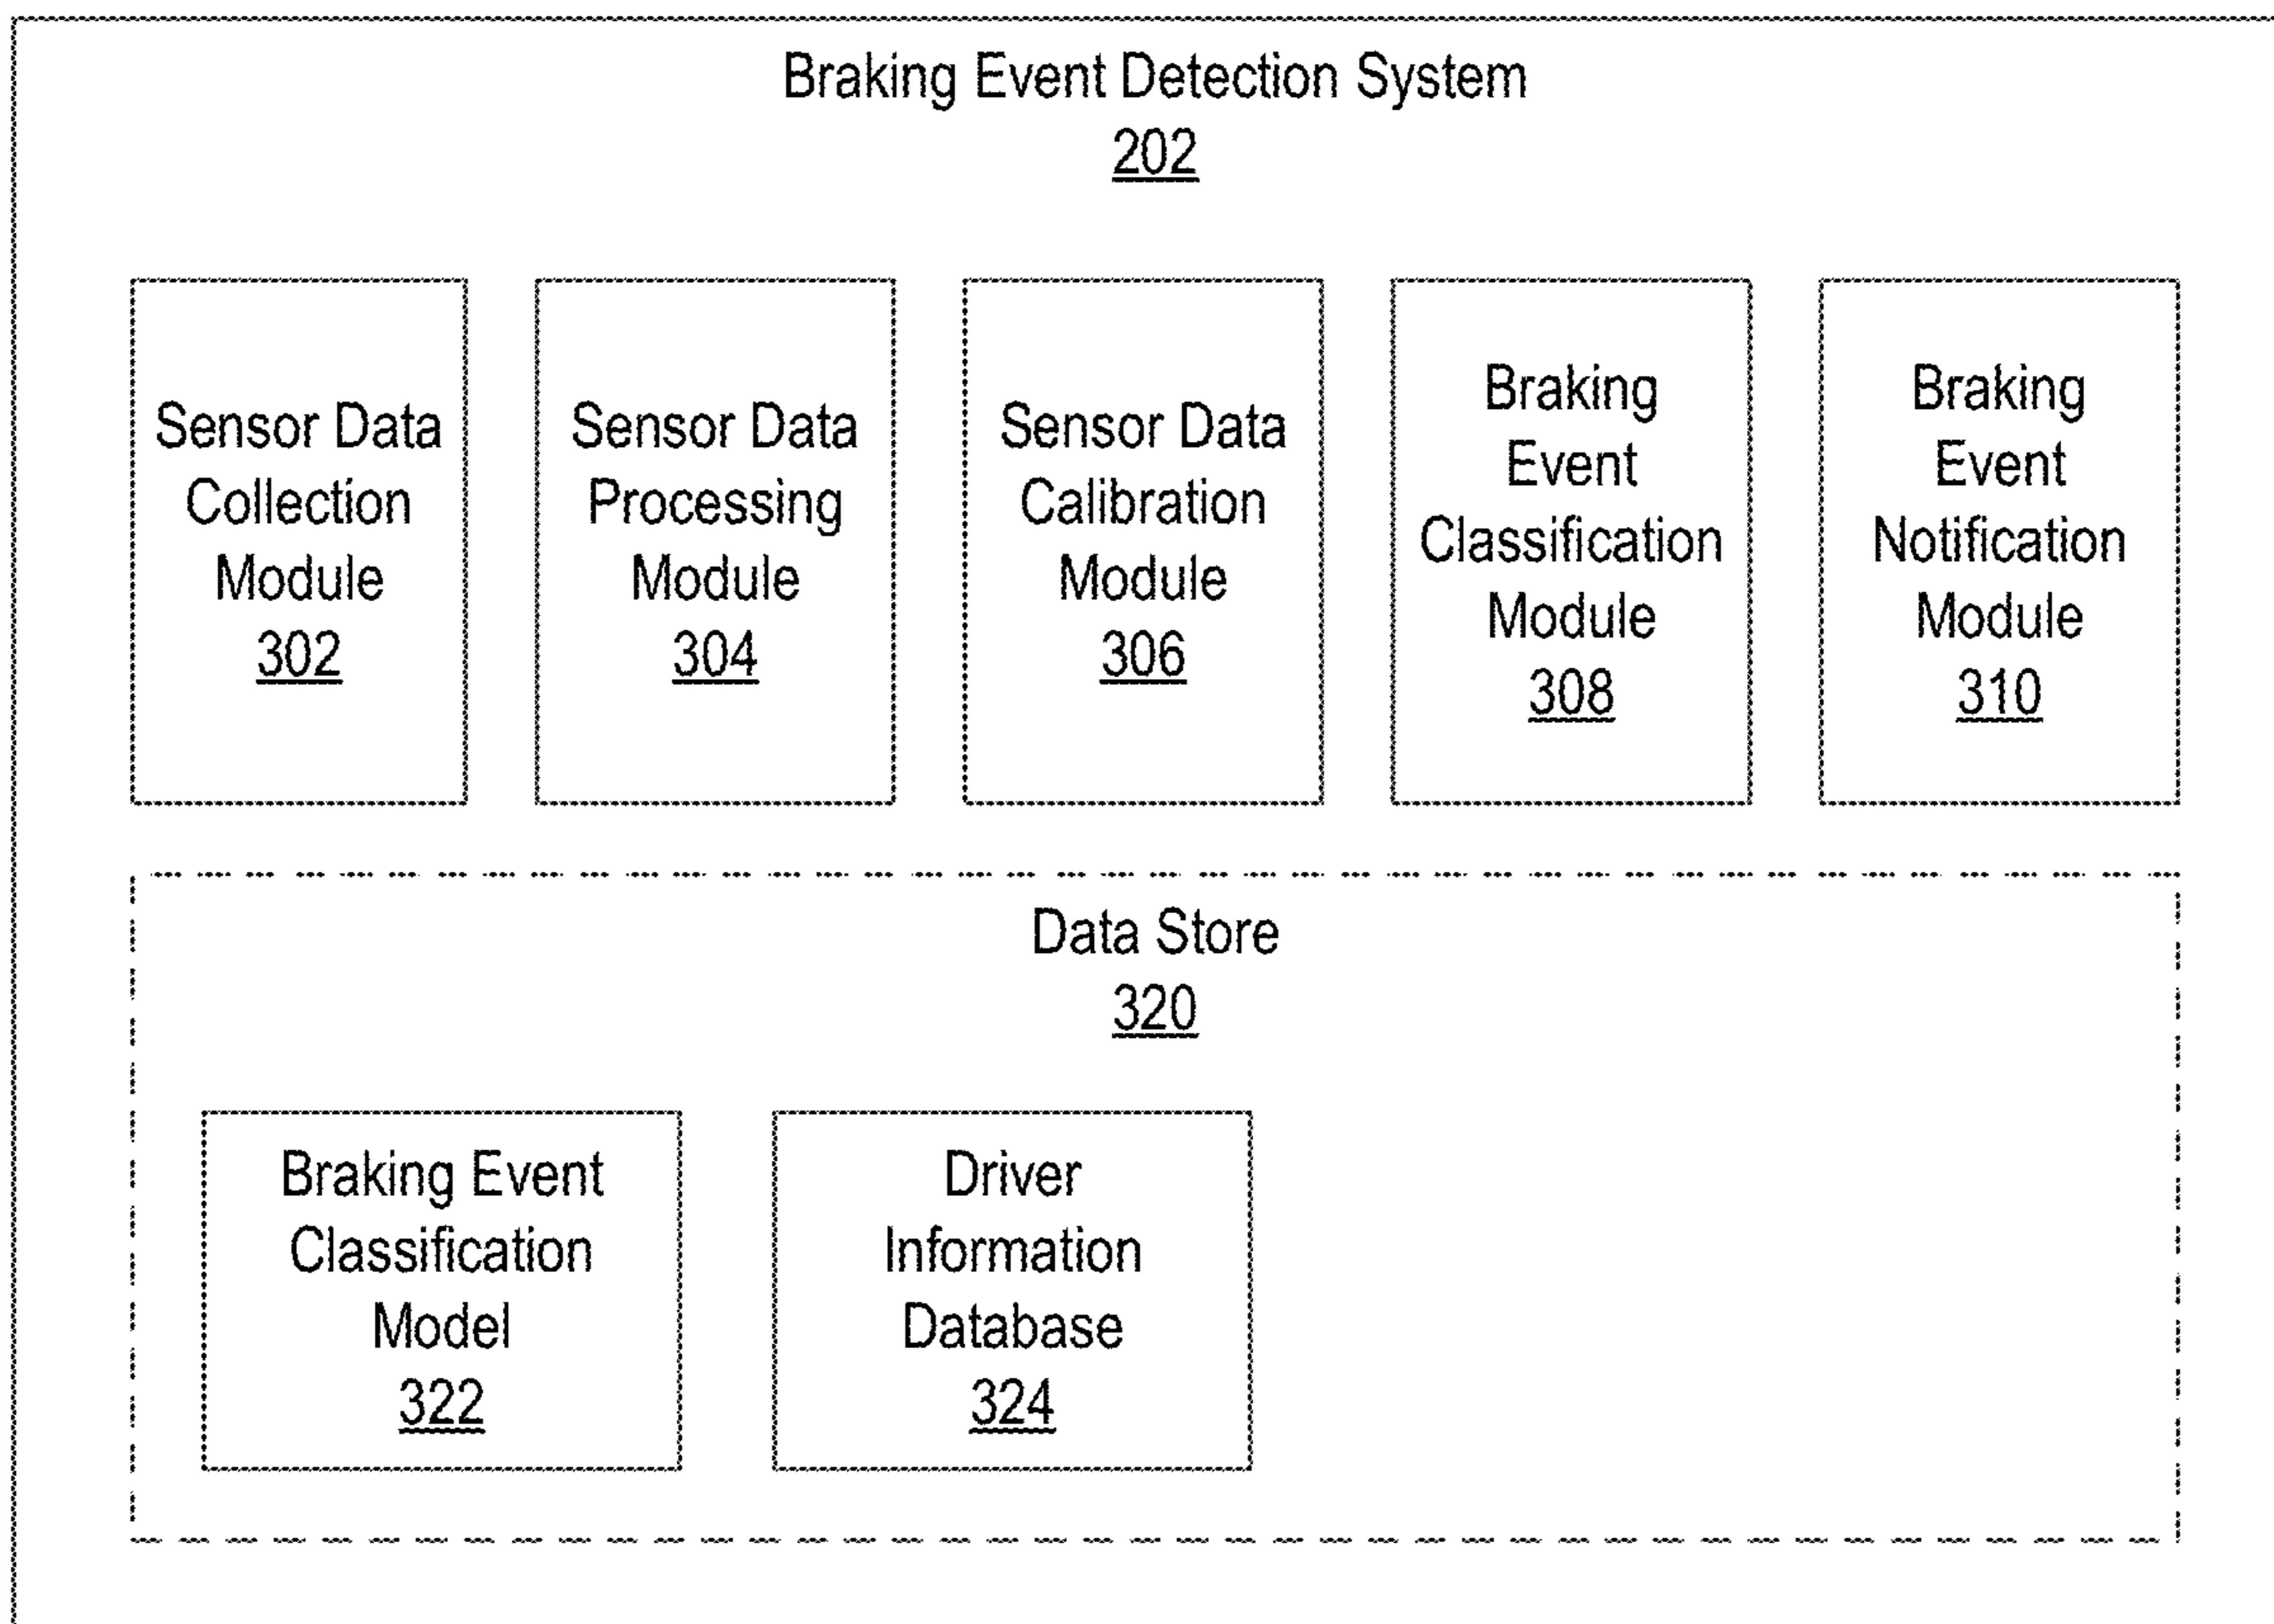 Braking Event Detection System
202
Sensor Data
Collection
Module
302
Sensor Data
Processing
Module
304
Sensor Data
Calibration
Module
306
Braking
Event
Classification
Module
308
Braking
Event
Notification
Module
310
Data Store
320
Braking Event
Classification
Model
322
Driver
Information
Database
324